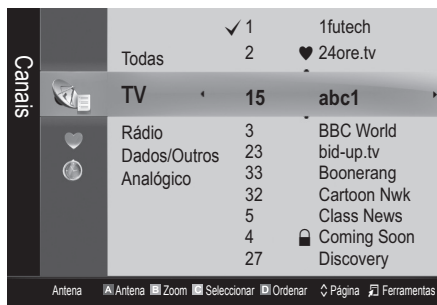 Canais
1 1futech
Todas 2 24ore.tv
TV 15 abc1
Rádio 3 BBC World
Dados/Outros 23 bid-up.tv
Analógico 33 Boonerang
32 Cartoon Nwk
5 Class News
4 Coming Soon
27 Discovery
Antena A Antena B Zoom C Seleccionar D Ordenar Página Ferramentas